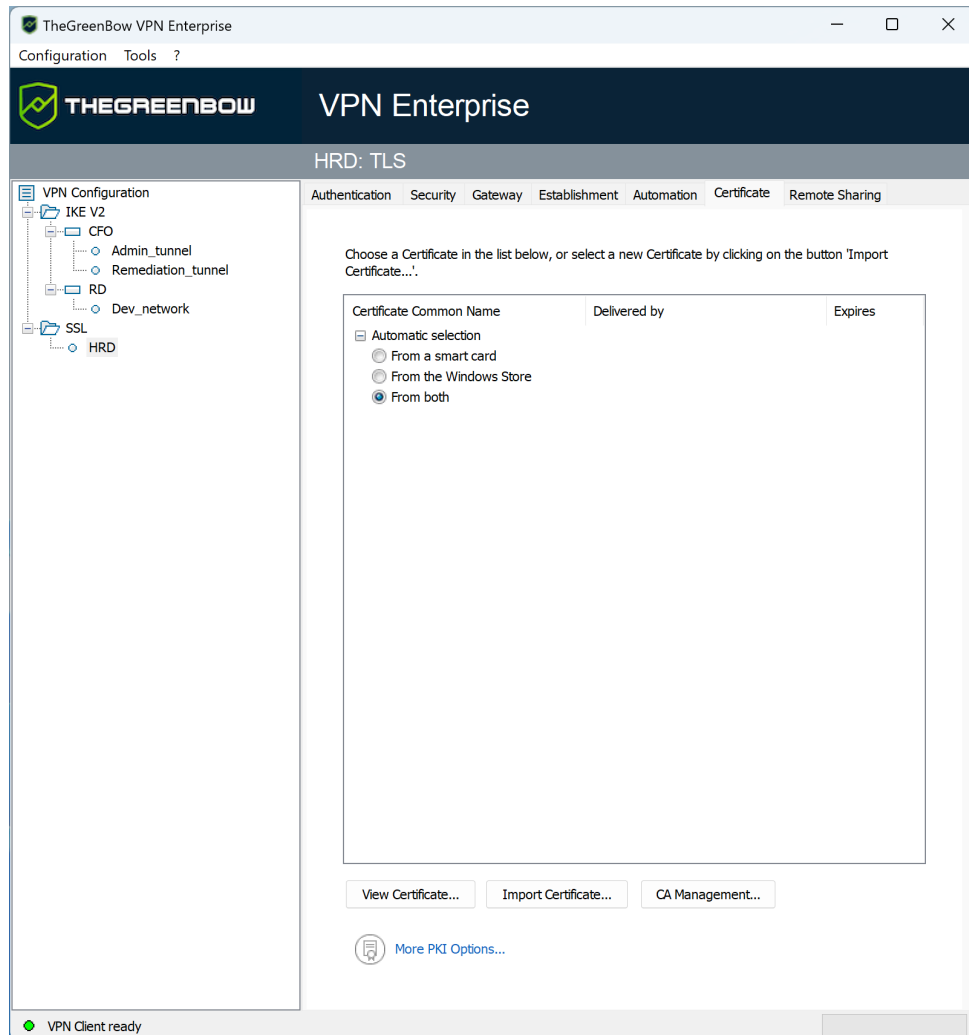 TheGreenBow VPN Enterprise
Configuration Tools ?
THEGREENBOW
VPN Enterprise
HRD: TLS
VPN Configuration
IKE V2
CFO
Admin_tunnel
Remediation_tunnel
RD
Dev_network
SSL
HRD
Authentication Security Gateway Establishment Automation Certificate Remote Sharing
Choose a Certificate in the list below, or select a new Certificate by clicking on the button 'Import
Certificate...'.
Certificate Common Name Delivered by Expires
Automatic selection
From a smart card
From the Windows Store
From both
View Certificate... Import Certificate... CA Management...
More PKI Options...
VPN Client ready